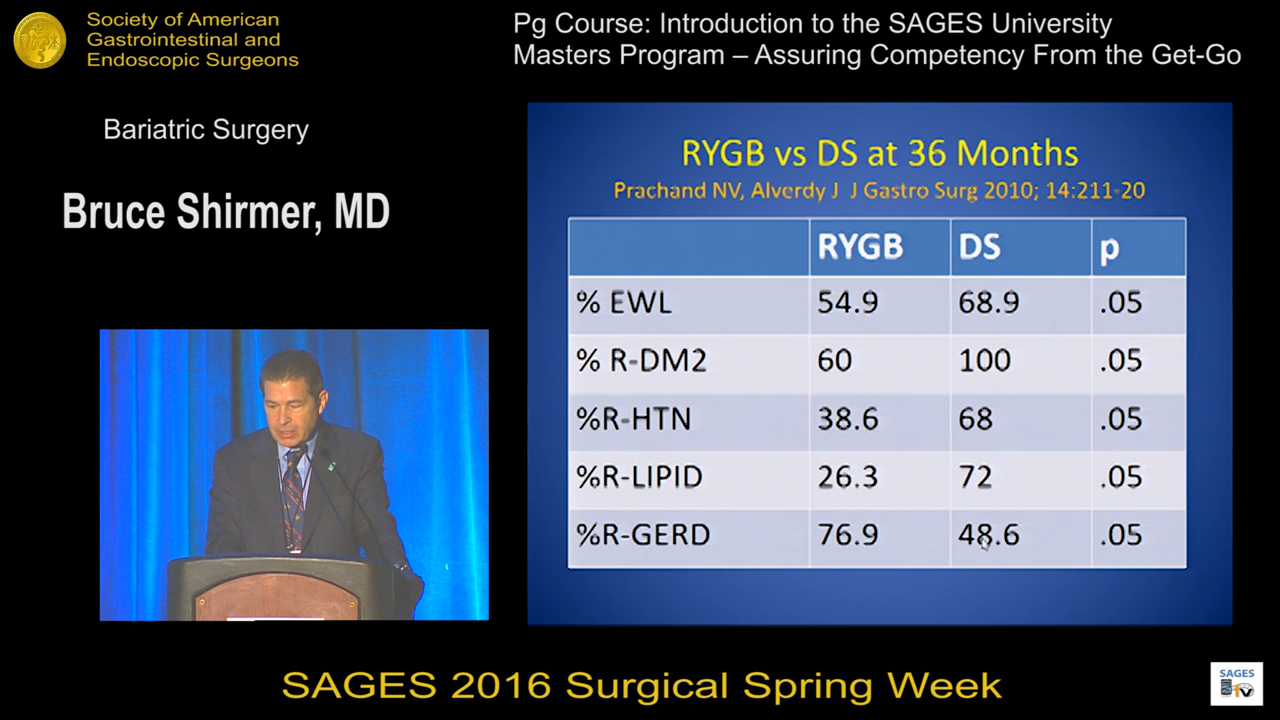 Society of American
Gastrointestinal and
Endoscopic Surgeons
Pg Course: Introduction to the SAGES University
Masters Program – Assuring Competency From the Get-Go
Bariatric Surgery
Bruce Shirmer, MD
RYGB vs DS at 36 Months
Prachand NV, Alverdy J J Gastro Surg 2010; 14:211-20
RYGB DS p
% EWL 54.9 68.9 .05
% R-DM2 60 100 .05
%R-HTN 38.6 68 .05
%R-LIPID 26.3 72 .05
%R-GERD 76.9 48.6 .05
SAGES 2016 Surgical Spring Week
SAGES
TV